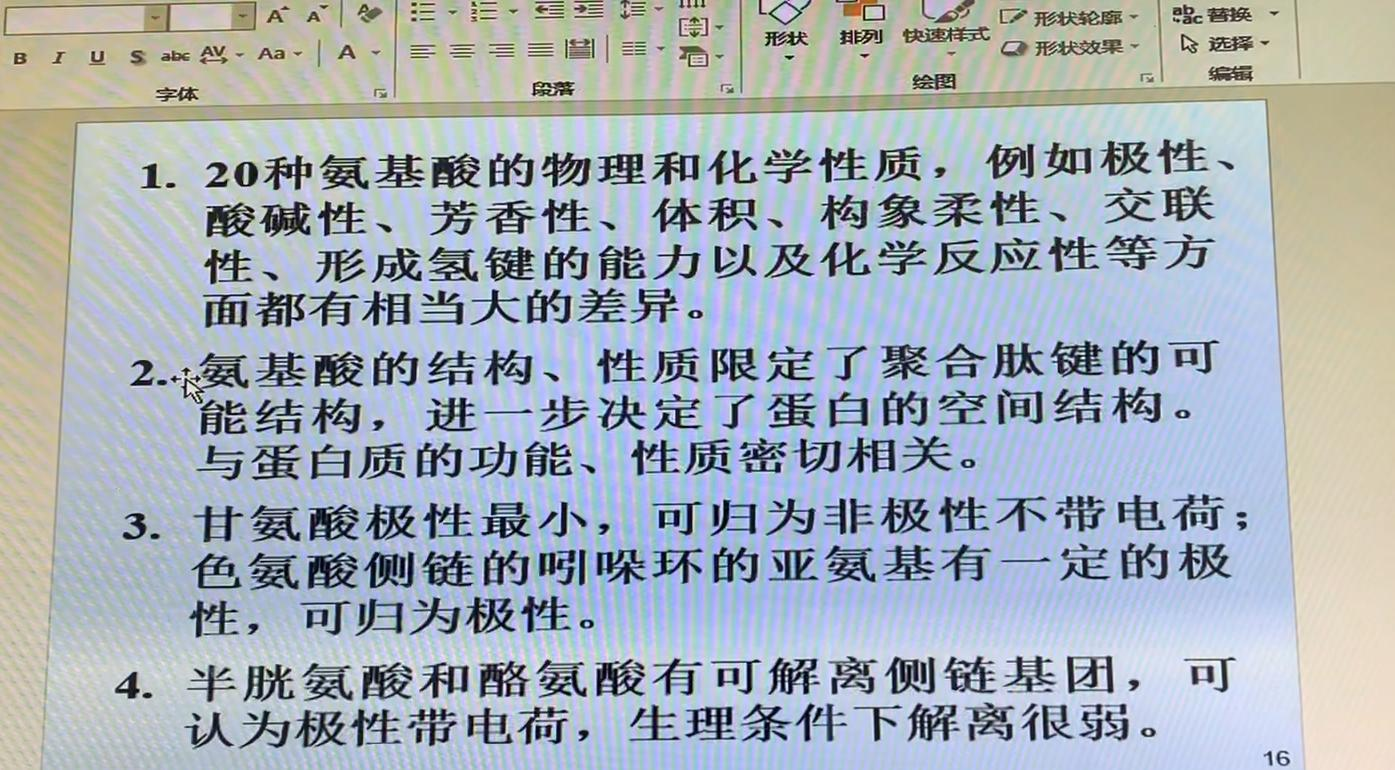 A A
形状
排列
快速样式
形状轮廓
形状效果
ab ac 替换
选择
B I U S abc AV Aa A
字体
段落
绘图
编辑
1. 20种氨基酸的物理和化学性质，例如极性、
酸碱性、芳香性、体积、构象柔性、交联
性、形成氢键的能力以及化学反应性等方
面都有相当大的差异。
2. 氨基酸的结构、性质限定了聚合肽键的可
能结构，进一步决定了蛋白的空间结构。
与蛋白质的功能、性质密切相关。
3. 甘氨酸极性最小，可归为非极性不带电荷；
色氨酸侧链的吲哚环的亚氨基有一定的极
性，可归为极性。
4. 半胱氨酸和酪氨酸有可解离侧链基团，可
认为极性带电荷，生理条件下解离很弱。
16